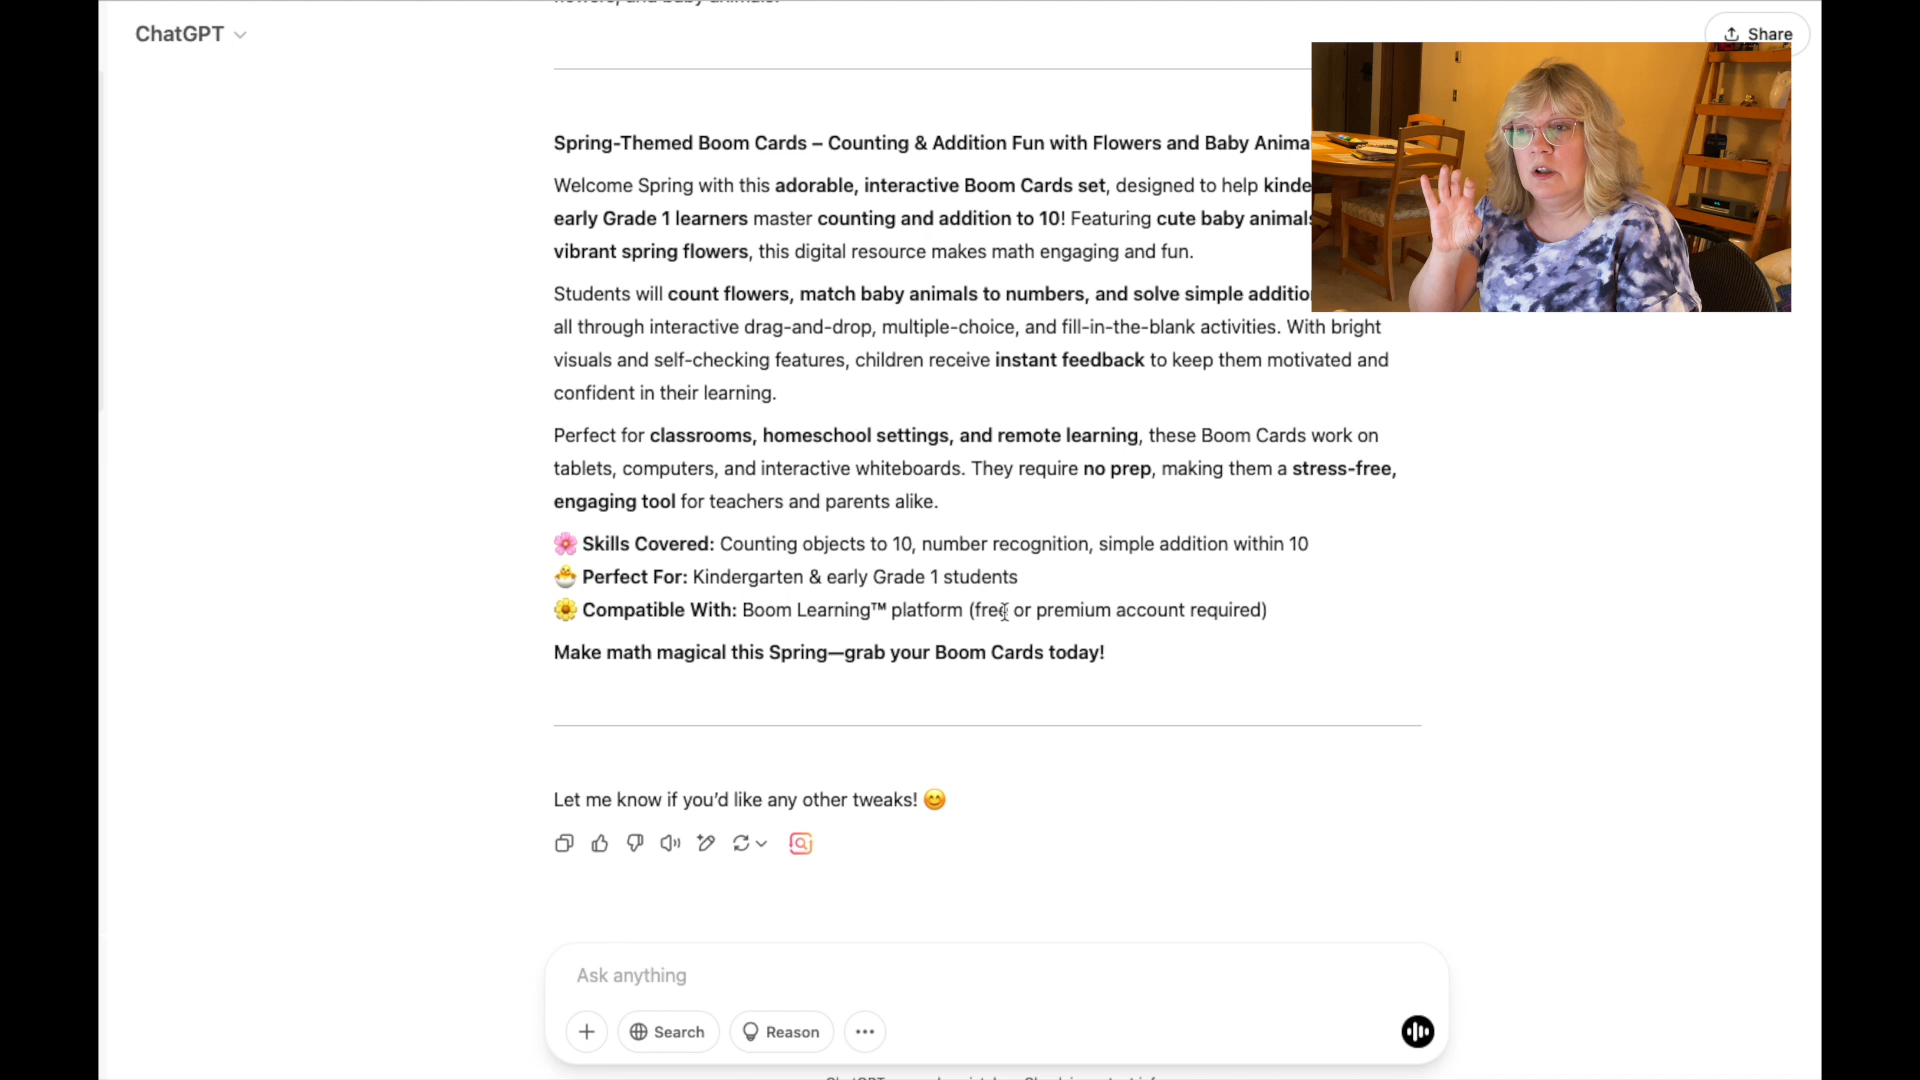 ChatGPT
Share
Spring-Themed Boom Cards – Counting & Addition Fun with Flowers and Baby
Welcome Spring with this adorable, interactive Boom Cards set, designed to help
early Grade 1 learners master counting and addition to 10! Featuring cute baby
vibrant spring flowers, this digital resource makes math engaging and fun.
Students will count flowers, match baby animals to numbers, and solve simple
all through interactive drag-and-drop, multiple-choice, and fill-in-the-blank activities. With bright
visuals and self-checking features, children receive instant feedback to keep them motivated and
confident in their learning.
Perfect for classrooms, homeschool settings, and remote learning, these Boom Cards work on
tablets, computers, and interactive whiteboards. They require no prep, making them a stress-free,
engaging tool for teachers and parents alike.
🌸 Skills Covered: Counting objects to 10, number recognition, simple addition within 10
🐣 Perfect For: Kindergarten & early Grade 1 students
🌼 Compatible With: Boom Learning™ platform (free or premium account required)
Make math magical this Spring—grab your Boom Cards today!
Let me know if you’d like any other tweaks! 😊
Ask anything
Search
Reason